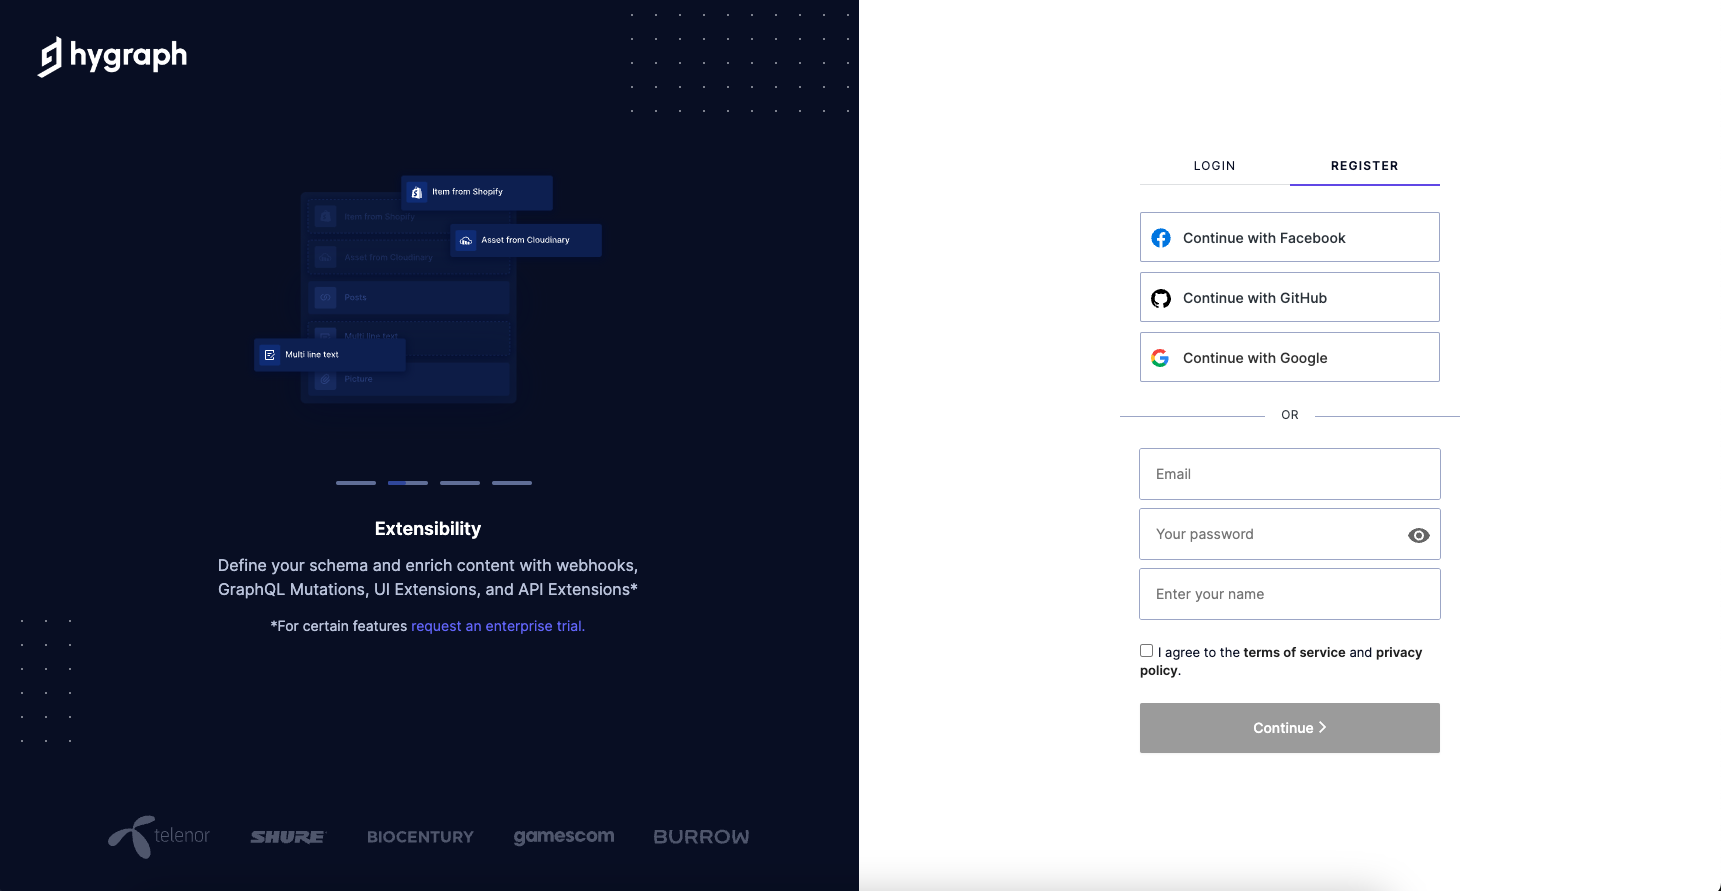 hygraph
Item from Shopify
Item from Shopify
Asset from Cloudinary
Asset from Cloudinary
Posts
Multi line text
Multi line text
Picture
Extensibility
Define your schema and enrich content with webhooks,
GraphQL Mutations, UI Extensions, and API Extensions*
*For certain features request an enterprise trial.
telenor
SHURE
BIOCENTURY
gamescom
BURROW
LOGIN
REGISTER
Continue with Facebook
Continue with GitHub
Continue with Google
OR
Email
Your password
Enter your name
I agree to the terms of service and privacy
policy.
Continue